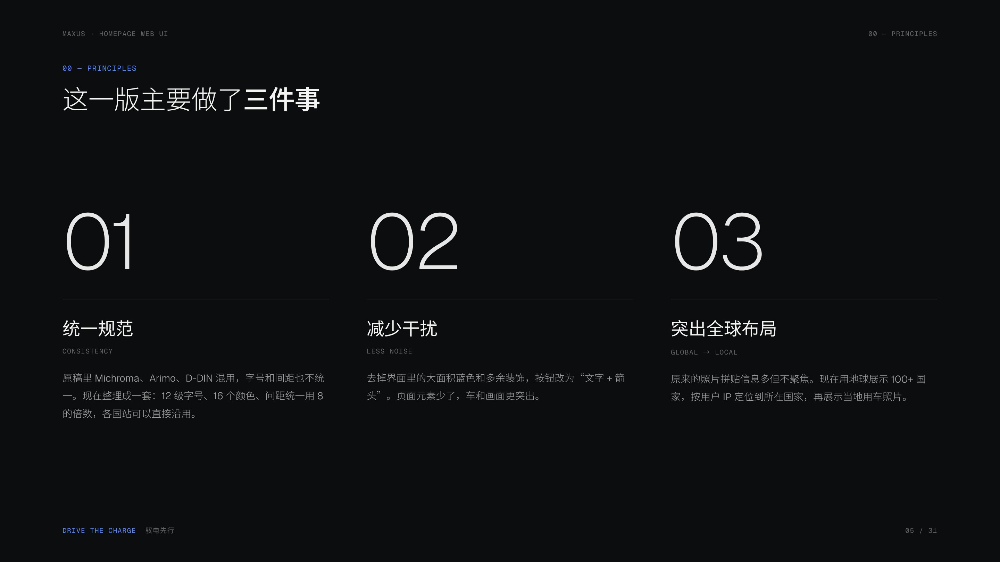 MAXUS · HOMEPAGE WEB UI
00 — PRINCIPLES
00 — PRINCIPLES
这一版主要做了三件事
01
统一规范
CONSISTENCY
原稿里 Michroma、Arimo、D-DIN 混用，字号和间距也不统
一。现在整理成一套：12 级字号、16 个颜色、间距统一用 8
的倍数，各国站可以直接沿用。
02
减少干扰
LESS NOISE
去掉界面里的大面积蓝色和多余装饰，按钮改为“文字 + 箭
头”。页面元素少了，车和画面更突出。
03
突出全球布局
GLOBAL → LOCAL
原来的照片拼贴信息多但不聚焦。现在用地球展示 100+ 国
家，按用户 IP 定位到所在国家，再展示当地用车照片。
DRIVE THE CHARGE 驭电先行
05 / 31